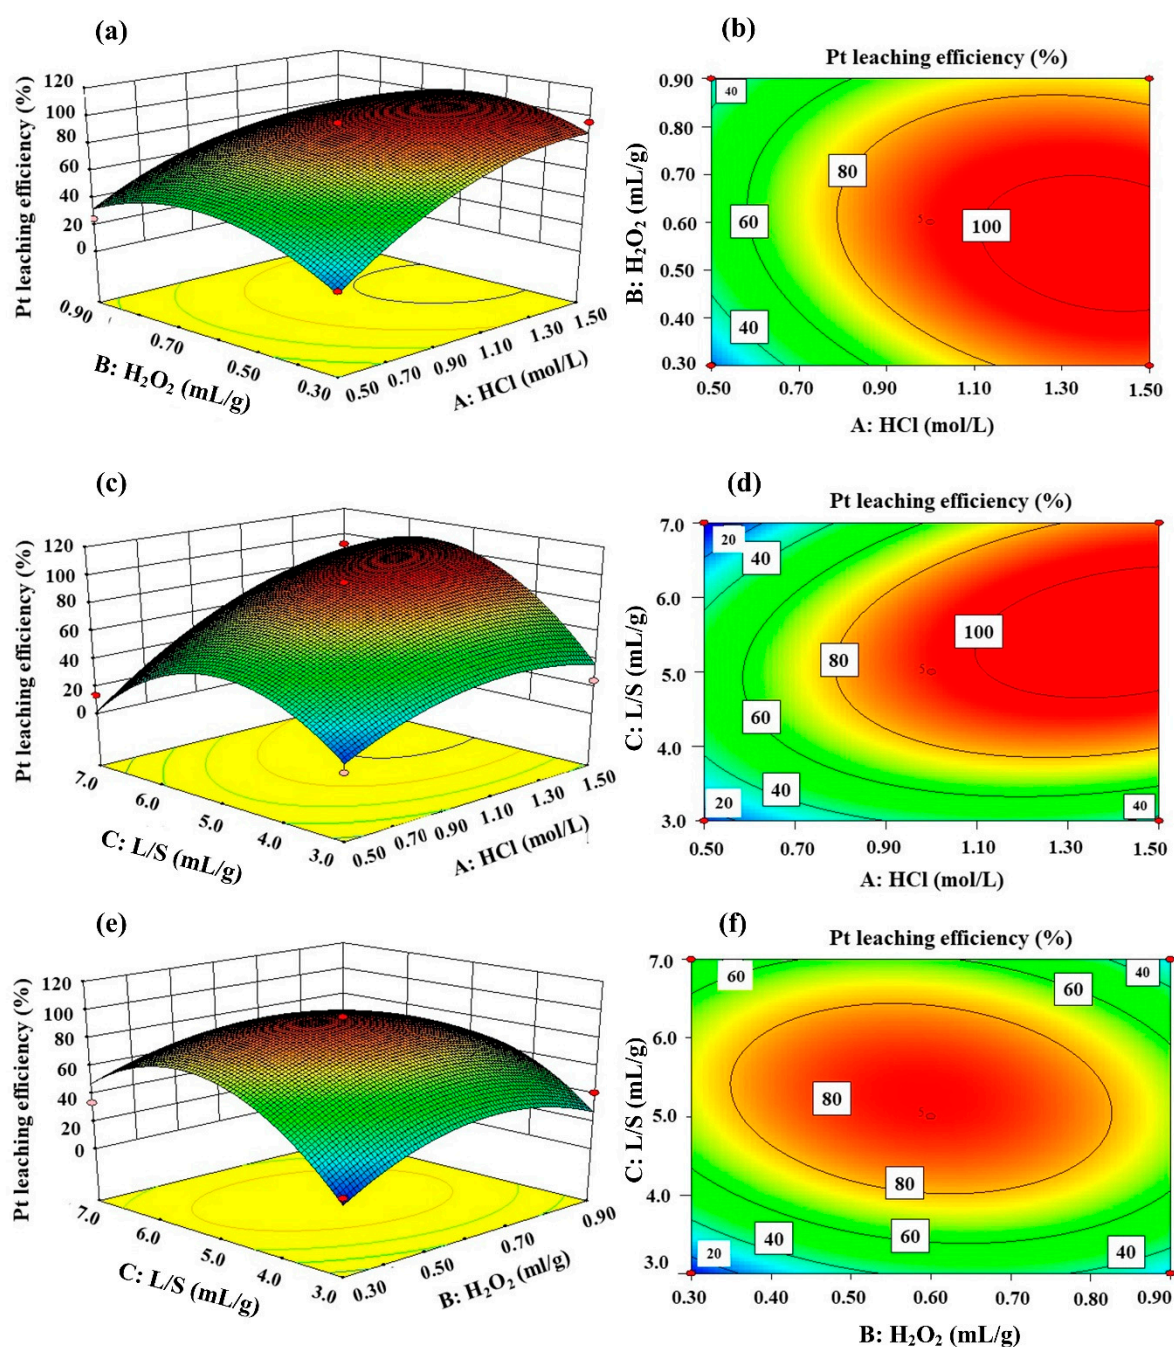 (a)
120
100
80
60
40
20
0
Pt leaching efficiency (%)
0.90
0.70
0.50
0.30
B: H₂O₂ (mL/g)
0.50 0.70 0.90 1.10 1.30 1.50
A: HCl (mol/L)
(b)
Pt leaching efficiency (%)
0.90
0.80
0.70
0.60
0.50
0.40
0.30
B: H₂O₂ (mL/g)
40
80
60
5
100
40
0.50 0.70 0.90 1.10 1.30 1.50
A: HCl (mol/L)
(c)
120
100
80
60
40
20
0
Pt leaching efficiency (%)
7.0
6.0
5.0
4.0
3.0
C: L/S (mL/g)
0.50 0.70 0.90 1.10 1.30 1.50
A: HCl (mol/L)
(d)
Pt leaching efficiency (%)
7.0
6.0
5.0
4.0
3.0
C: L/S (mL/g)
20
40
100
80
5
60
40
20
40
0.50 0.70 0.90 1.10 1.30 1.50
A: HCl (mol/L)
(e)
120
100
80
60
40
20
0
Pt leaching efficiency (%)
7.0
6.0
5.0
4.0
3.0
C: L/S (mL/g)
0.30 0.50 0.70 0.90
B: H₂O₂ (ml/g)
(f)
Pt leaching efficiency (%)
7.0
6.0
5.0
4.0
3.0
C: L/S (mL/g)
60
40
60
80
5
80
60
40
20
40
0.30 0.40 0.50 0.60 0.70 0.80 0.90
B: H₂O₂ (mL/g)